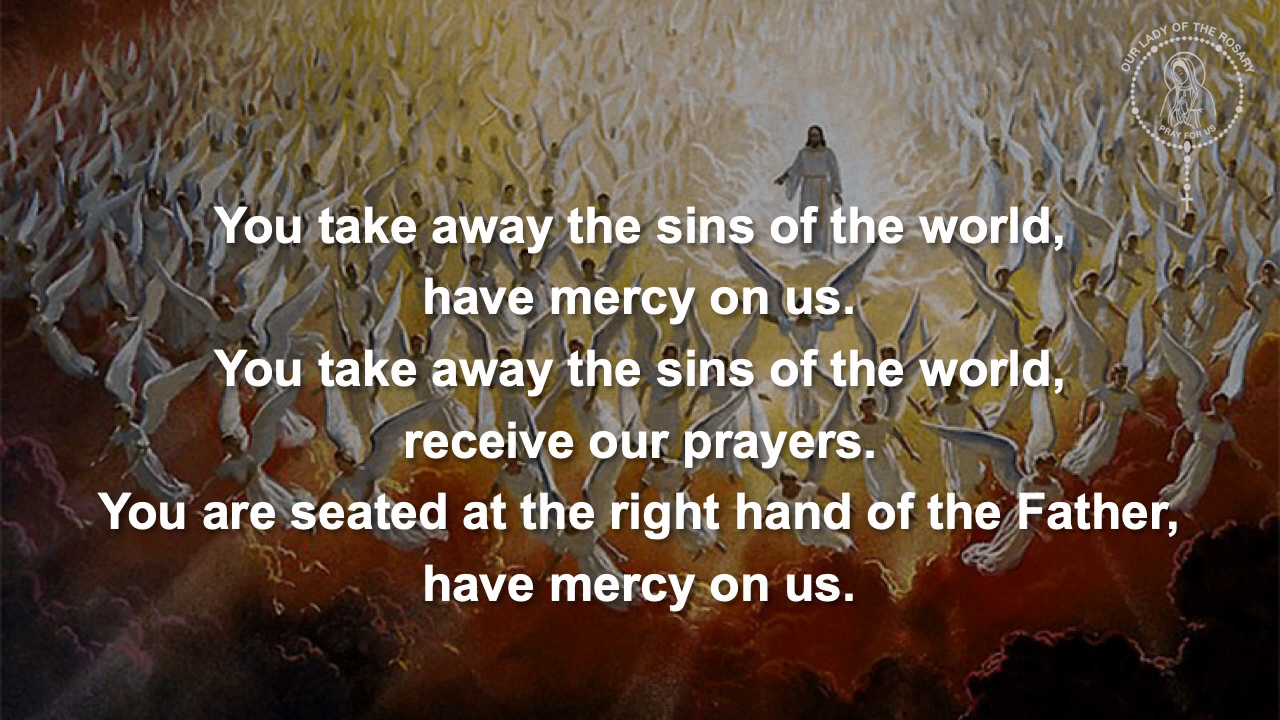 OUR LADY OF THE ROSARY
PRAY FOR US
You take away the sins of the world,
have mercy on us.
You take away the sins of the world,
receive our prayers.
You are seated at the right hand of the Father,
have mercy on us.